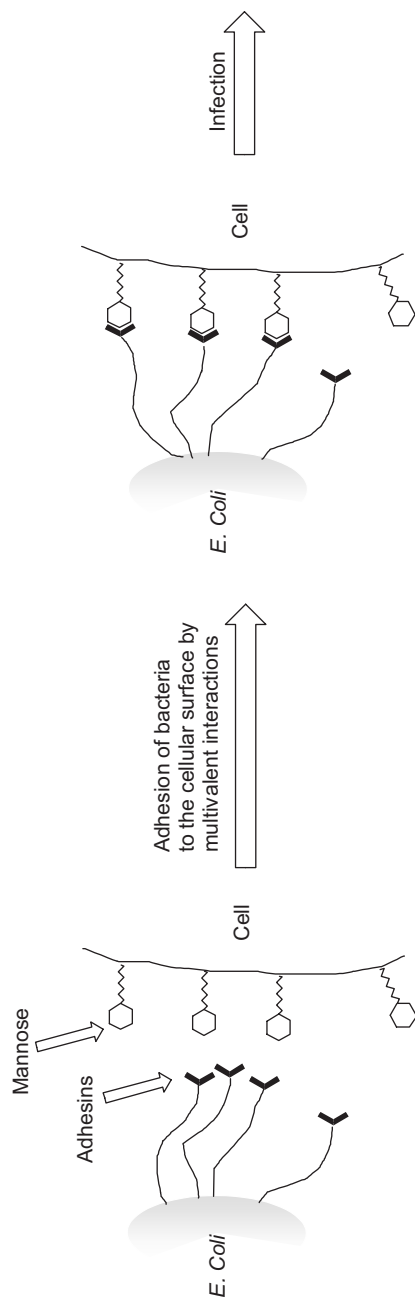 Mannose
Adhesins
E. Coli
Cell
Adhesion of bacteria
to the cellular surface by
multivalent interactions
E. Coli
Cell
Infection